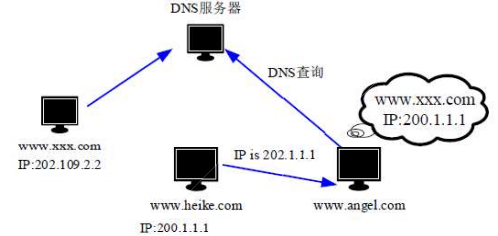 DNS服务器
DNS查询
www.xxx.com
IP:200.1.1.1
www.xxx.com
IP:202.109.2.2
IP is 202.1.1.1
www.heike.com
www.angel.com
IP:200.1.1.1